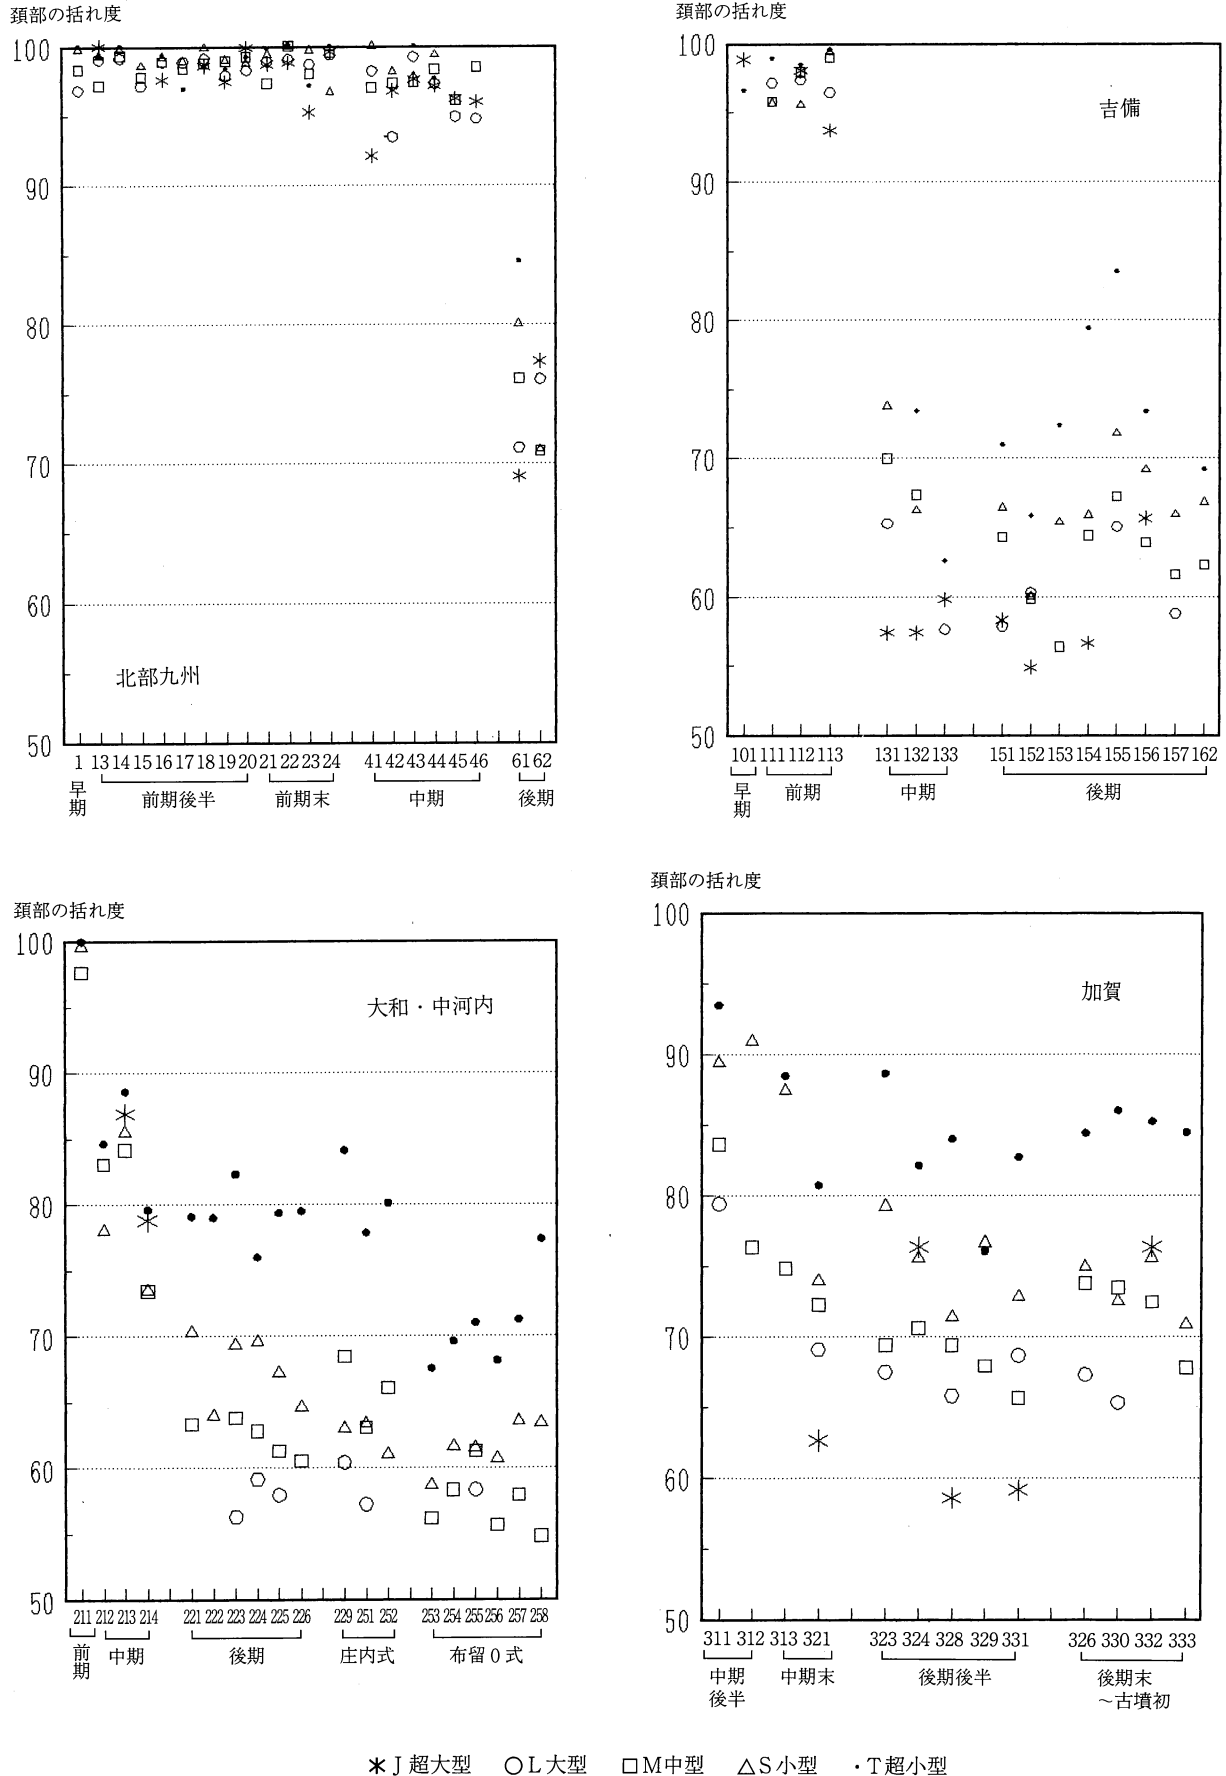 頚部の括れ度
100
90
80
70
60
50
北部九州
1 13 14 15 16 17 18 19 20 21 22 23 24 41 42 43 44 45 46 61 62
早期 前期後半 前期末 中期 後期
頚部の括れ度
100
90
80
70
60
50
吉備
101 111 112 113 131 132 133 151 152 153 154 155 156 157 162
早期 前期 中期 後期
頚部の括れ度
100
90
80
70
60
50
大和・中河内
211 212 213 214 221 222 223 224 225 226 229 251 252 253 254 255 256 257 258
前期 中期 後期 庄内式 布留0式
頚部の括れ度
100
90
80
70
60
50
加賀
311 312 313 321 323 324 328 329 331 326 330 332 333
中期後半 中期末 後期後半 後期末
～古墳初
J超大型 L大型 M中型 S小型 T超小型